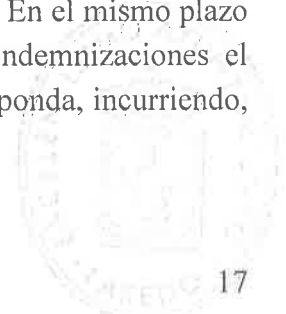 En el mismo plazo
ndemnizaciones el
ponda, incurriendo,
17